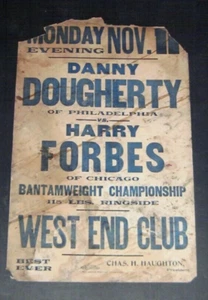 MONDAY NOV. 11
EVENING
DANNY
DOUGHERTY
OF PHILADELPHIA
VS.
HARRY
FORBES
OF CHICAGO
BANTAMWEIGHT CHAMPIONSHIP
115 LBS. RINGSIDE
WEST END CLUB
BEST
EVER
CHAS. H. HAUGHTON,